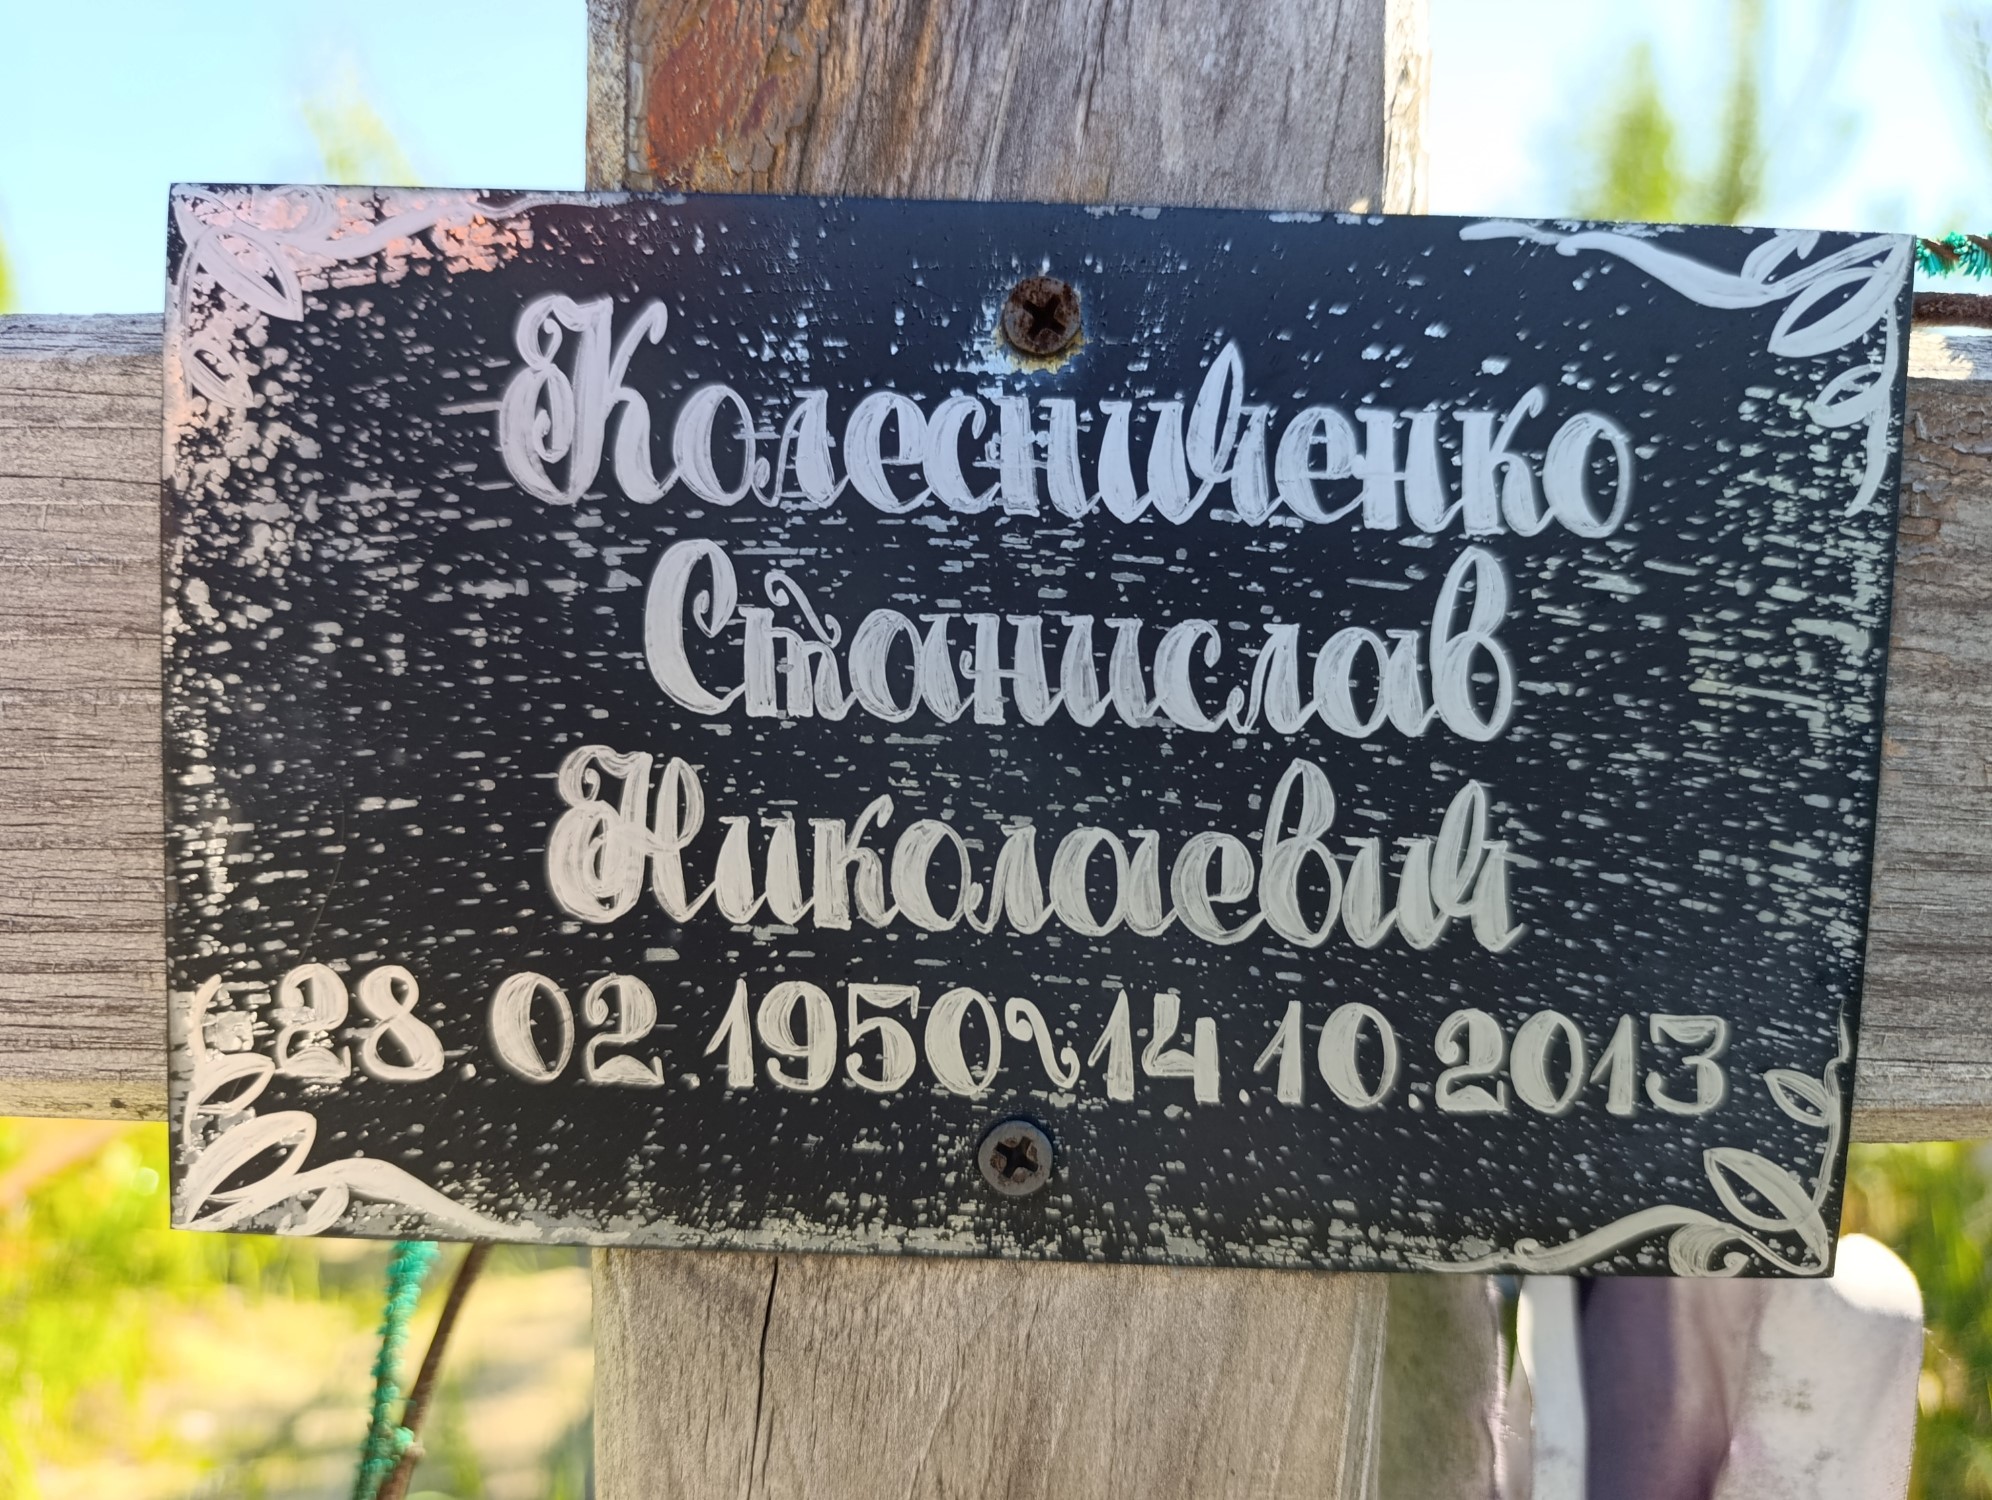 Колесниченко
Станислав
Николаевич
28.02.1950~14.10.2013